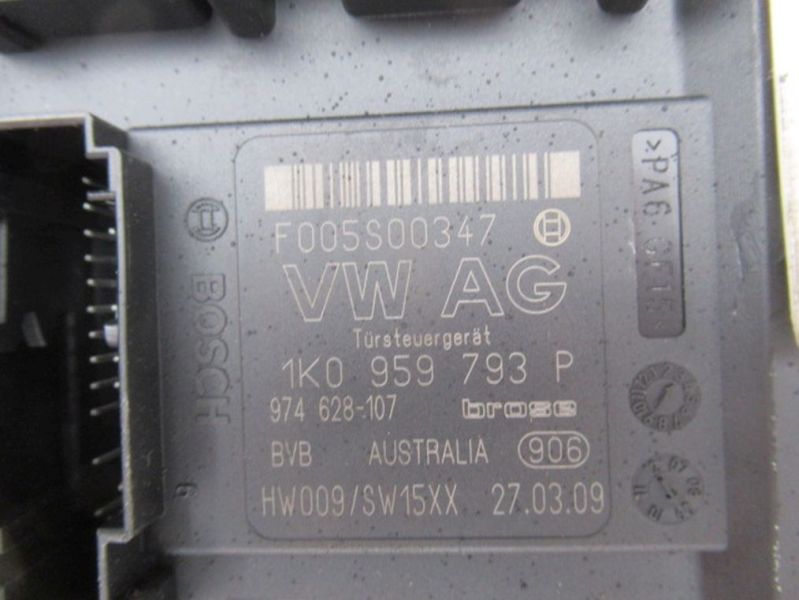 F005S00347
VW AG
Türsteuergerät
1K0 959 793 P
974 628-107 brose
BVB AUSTRALIA 906
HW009/SW15XX 27.03.09
BOSCH
>PA6